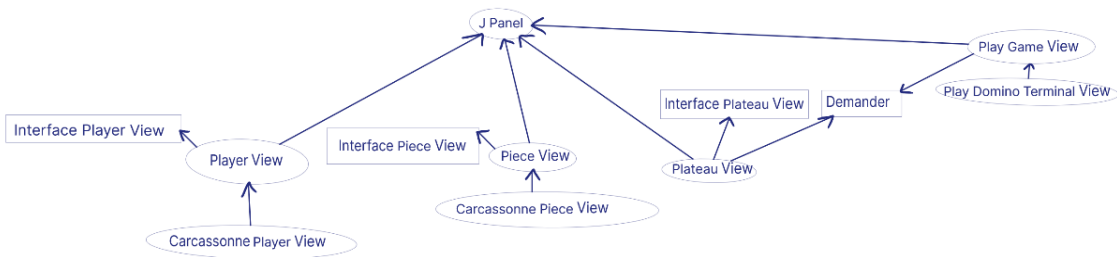 J Panel
Play Game View
Play Domino Terminal View
Interface Plateau View
Demander
Interface Player View
Interface Piece View
Player View
Piece View
Plateau View
Carcassonne Piece View
Carcassonne Player View